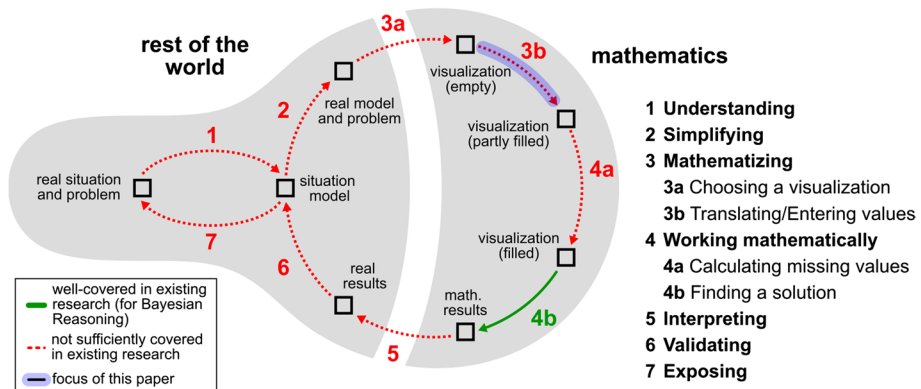 rest of the
world
mathematics
3a
3b
visualization
(empty)
2
real model
and problem
visualization
(partly filled)
1
4a
real situation
and problem
situation
model
7
visualization
(filled)
6
real
results
math.
results
4b
5
well-covered in existing
research (for Bayesian
Reasoning)
not sufficiently covered
in existing research
focus of this paper
1 Understanding
2 Simplifying
3 Mathematizing
3a Choosing a visualization
3b Translating/Entering values
4 Working mathematically
4a Calculating missing values
4b Finding a solution
5 Interpreting
6 Validating
7 Exposing